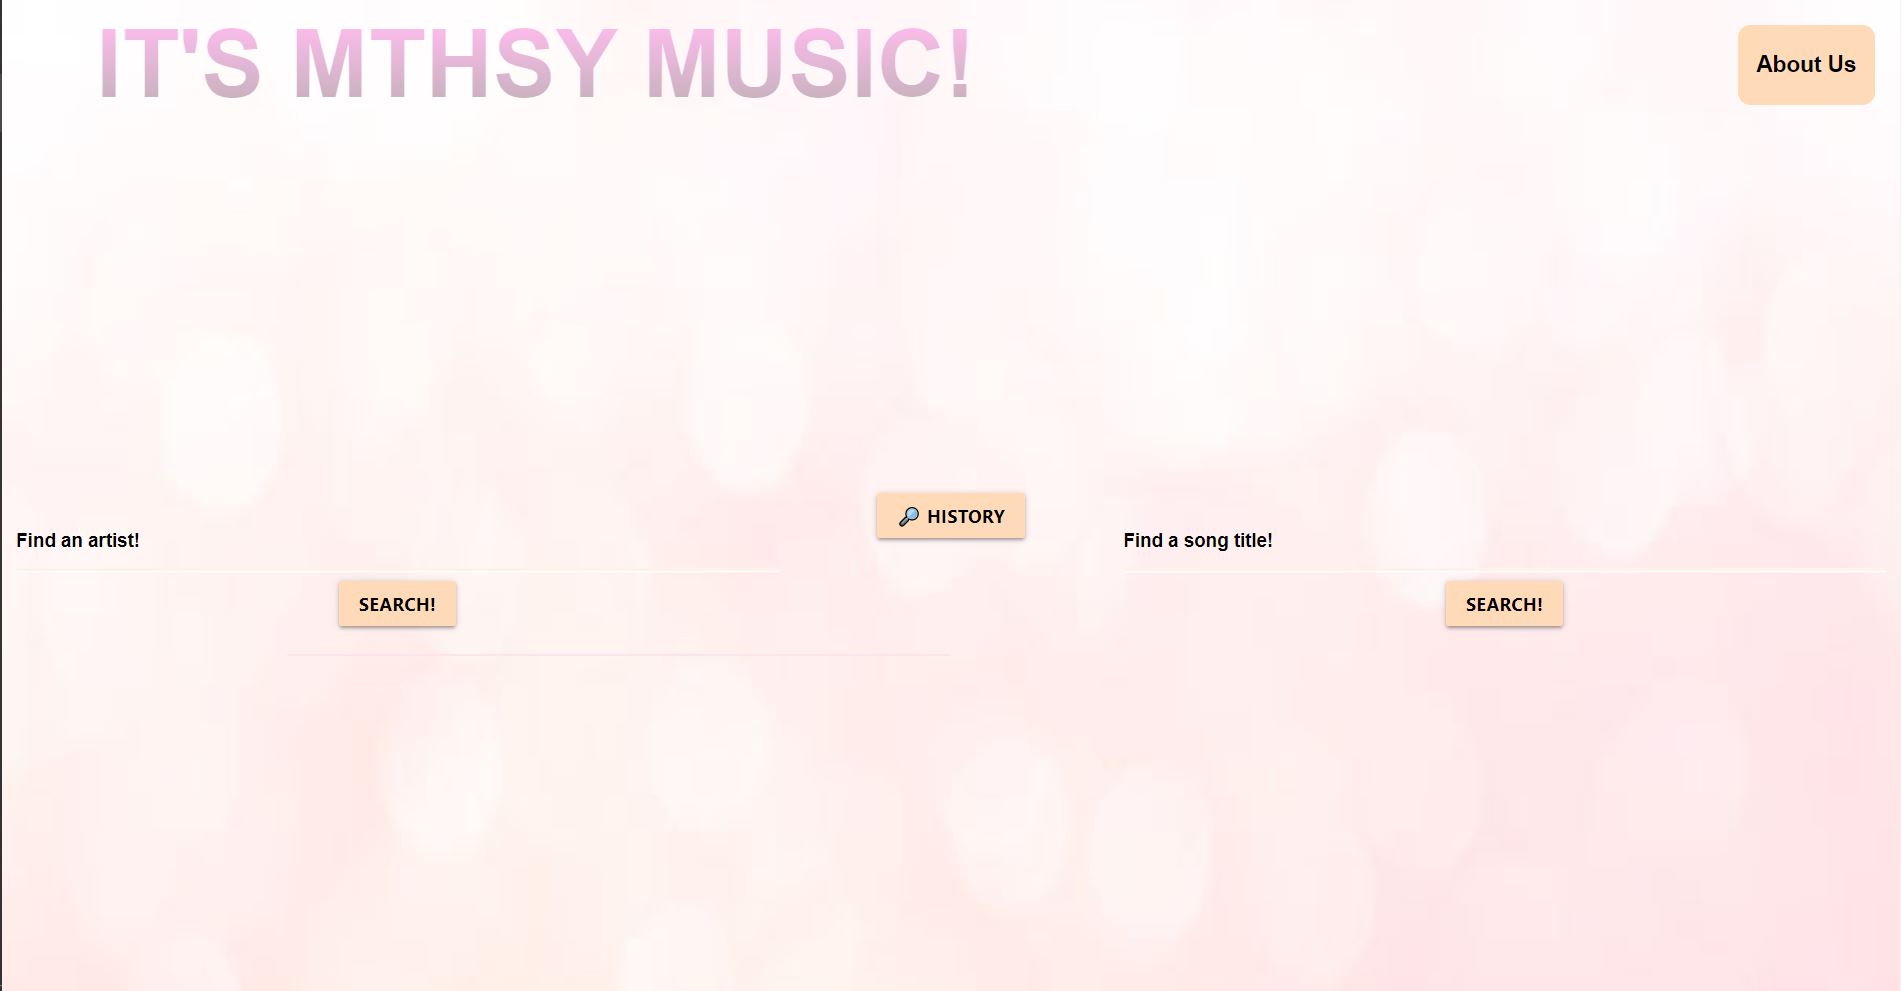 IT'S MTHSY MUSIC!
About Us
🔎 HISTORY
Find an artist!
Find a song title!
SEARCH!
SEARCH!